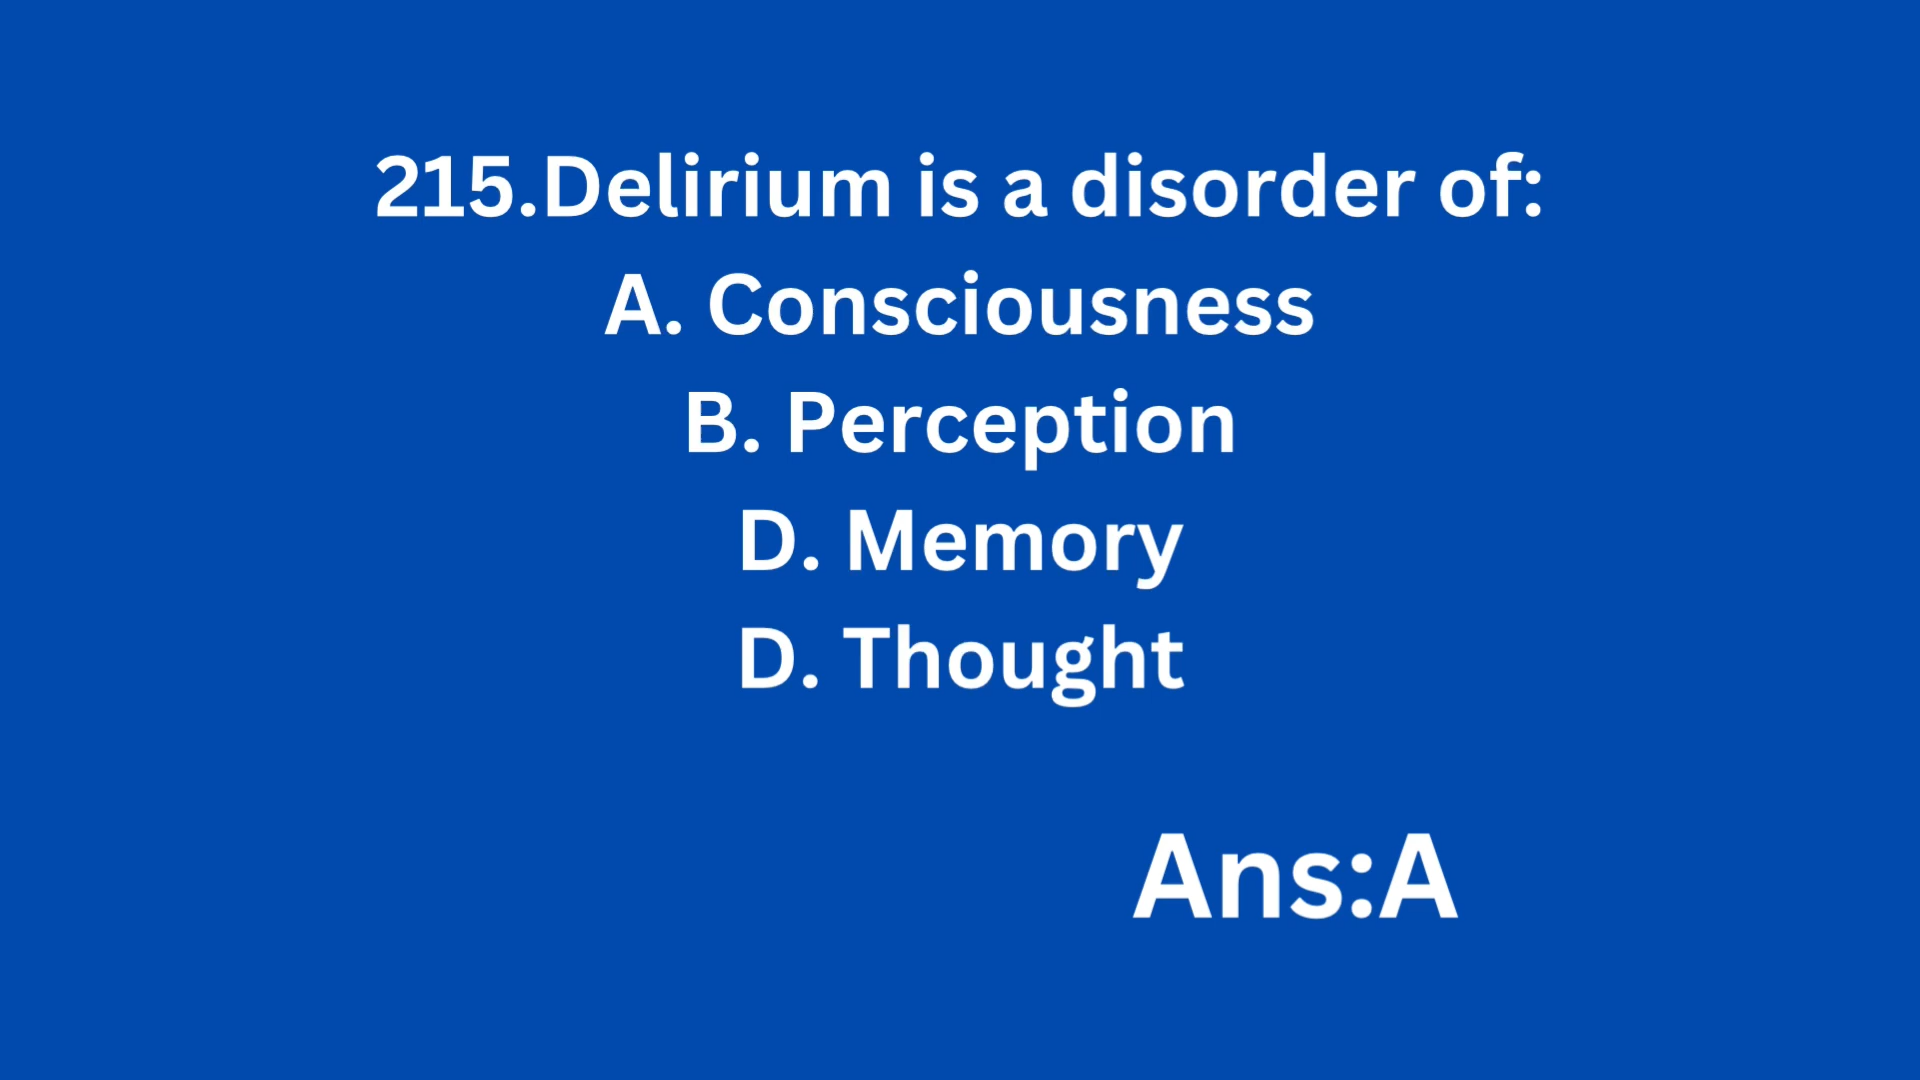 215.Delirium is a disorder of:
A. Consciousness
B. Perception
D. Memory
D. Thought
Ans:A